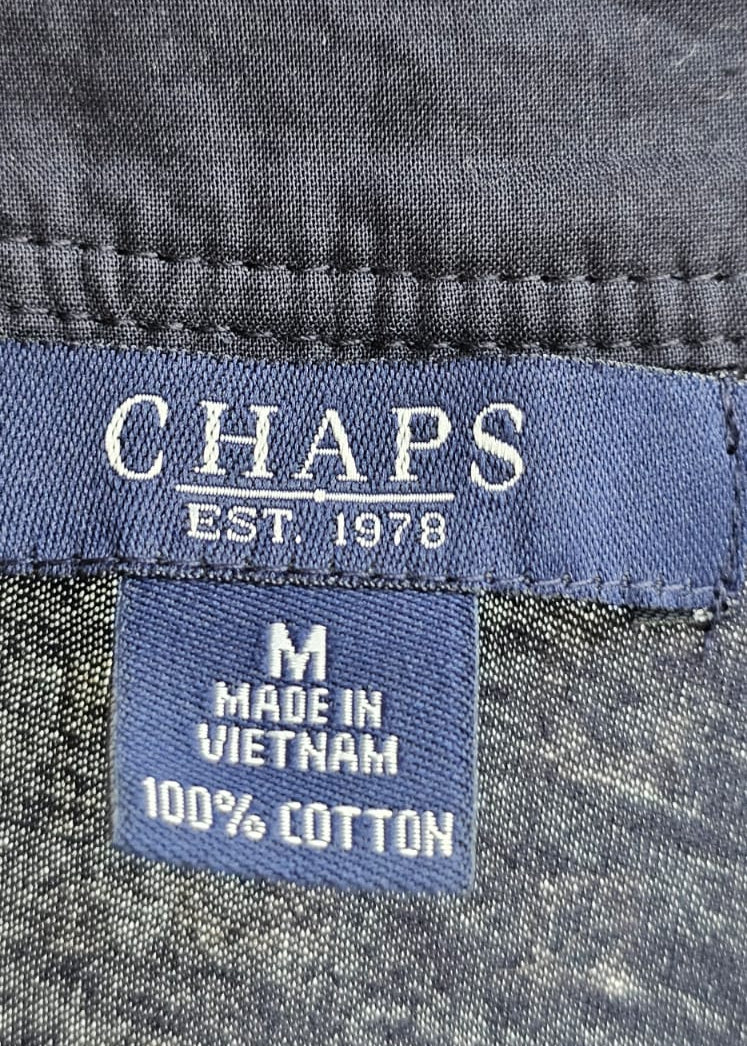 CHAPS
EST. 1978
M
MADE IN
VIETNAM
100% COTTON